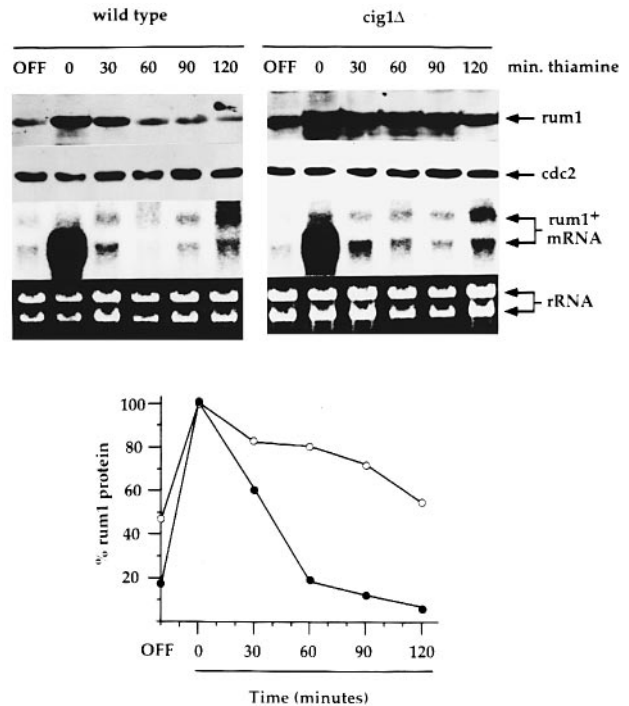 wild type
cig1Δ
OFF 0 30 60 90 120
OFF 0 30 60 90 120
min. thiamine
rum1
cdc2
rum1+
mRNA
rRNA
% rum1 protein
100
80
60
40
20
OFF 0 30 60 90 120
Time (minutes)